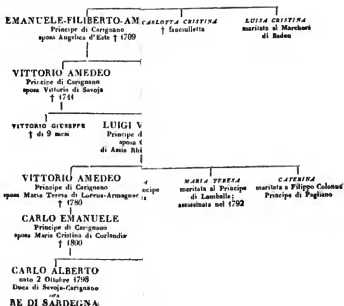 EMANUELE-FILIBERTO-AM
Principe di Carignano
sposa Angelica d'Este † 1709
CARLOTTA CRISTINA
† fanciulletta
LUISA CRISTINA
maritata al Marchese
di Baden
VITTORIO AMEDEO
Principe di Carignano
sposa Vittoria di Savoja
† 1741
VITTORIO GIUSEPPE
† di 9 mesi
LUIGI V
Principe d
sposa
di Assia Rhi
VITTORIO AMEDEO
Principe di Carignano
sposa Maria Teresa di Lorena-Armagnac
† 1780
ncipe
MARIA TERESA
maritata al Principe
di Lamballa;
assassinata nel 1792
CATERINA
maritata a Filippo Colonna
Principe di Pagliano
CARLO EMANUELE
Principe di Carignano
sposa Maria Cristina di Curlandia
† 1800
CARLO ALBERTO
nato 2 Ottobre 1798
Duca di Savoja-Carignano
RE DI SARDEGNA